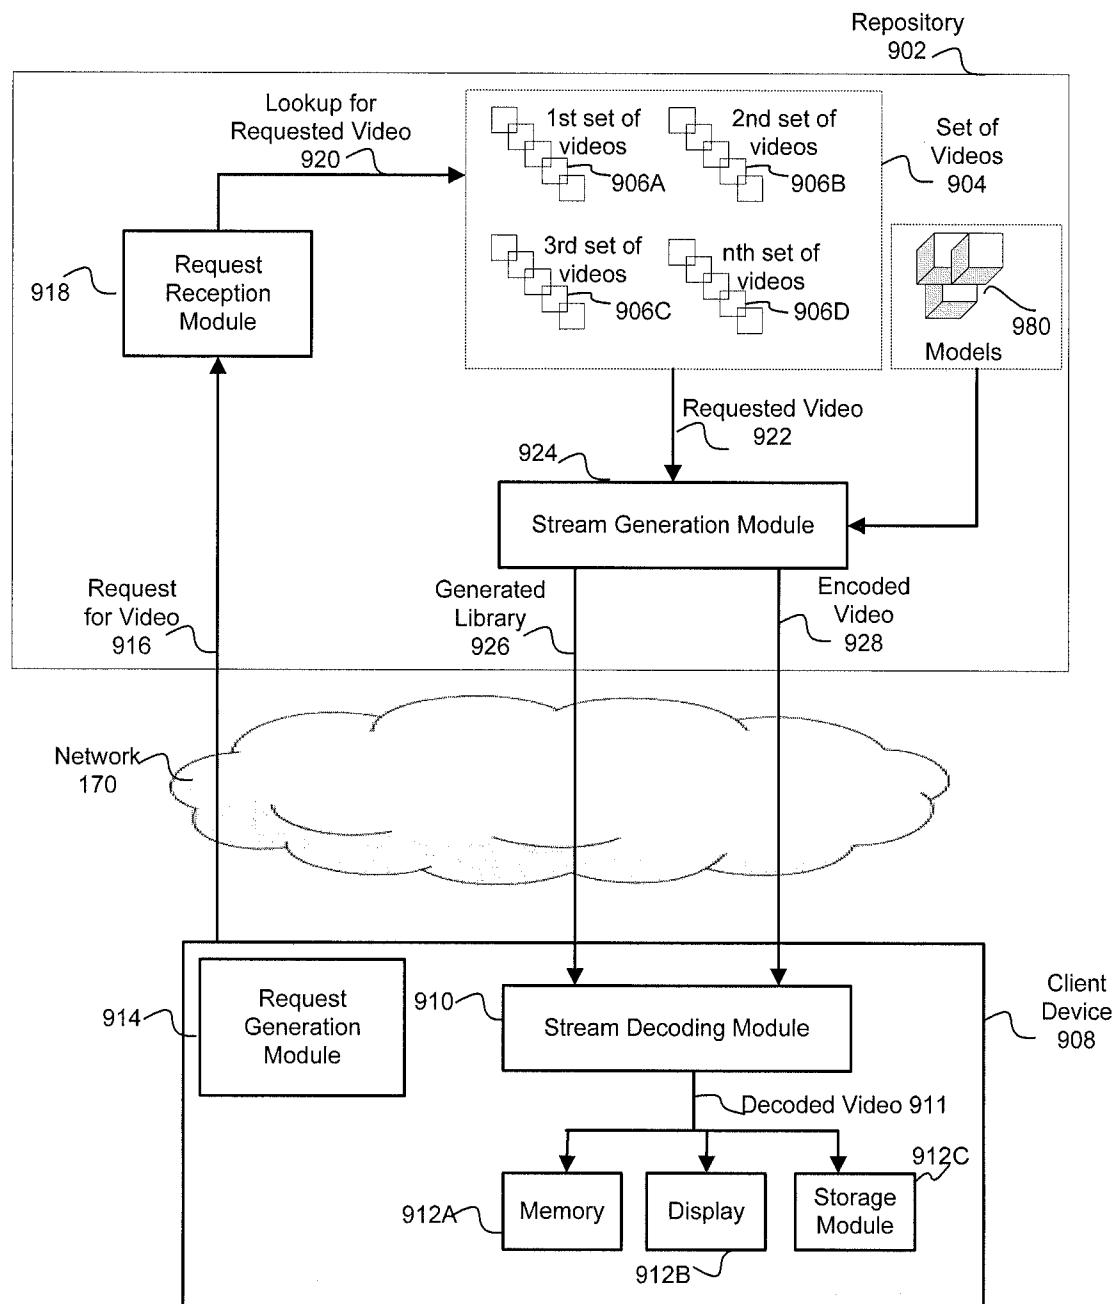 Repository
902
Lookup for
Requested Video
920
1st set of
videos
906A
2nd set of
videos
906B
Set of
Videos
904
3rd set of
videos
906C
nth set of
videos
906D
980
Models
918
Request
Reception
Module
Requested Video
922
924
Stream Generation Module
Request
for Video
916
Generated
Library
926
Encoded
Video
928
Network
170
914
Request
Generation
Module
910
Stream Decoding Module
Client
Device
908
Decoded Video 911
912A
Memory
Display
912B
912C
Storage
Module